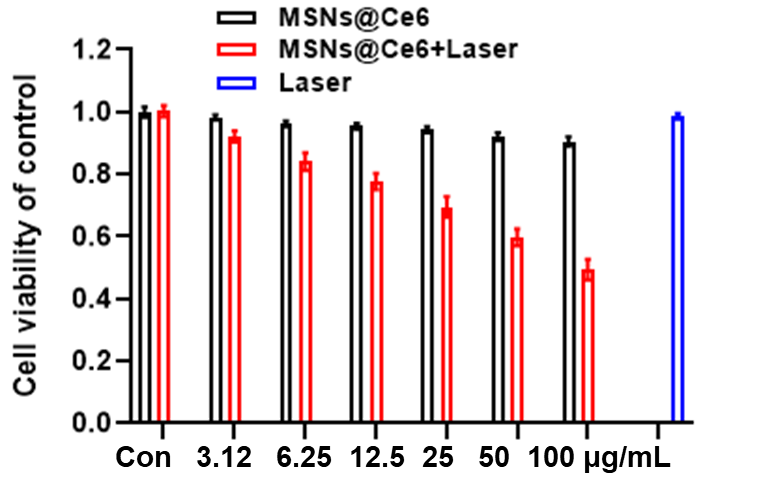 MSNs@Ce6
MSNs@Ce6+Laser
Laser
Cell viability of control
1.2
1.0
0.8
0.6
0.4
0.2
0.0
Con 3.12 6.25 12.5 25 50 100 µg/mL